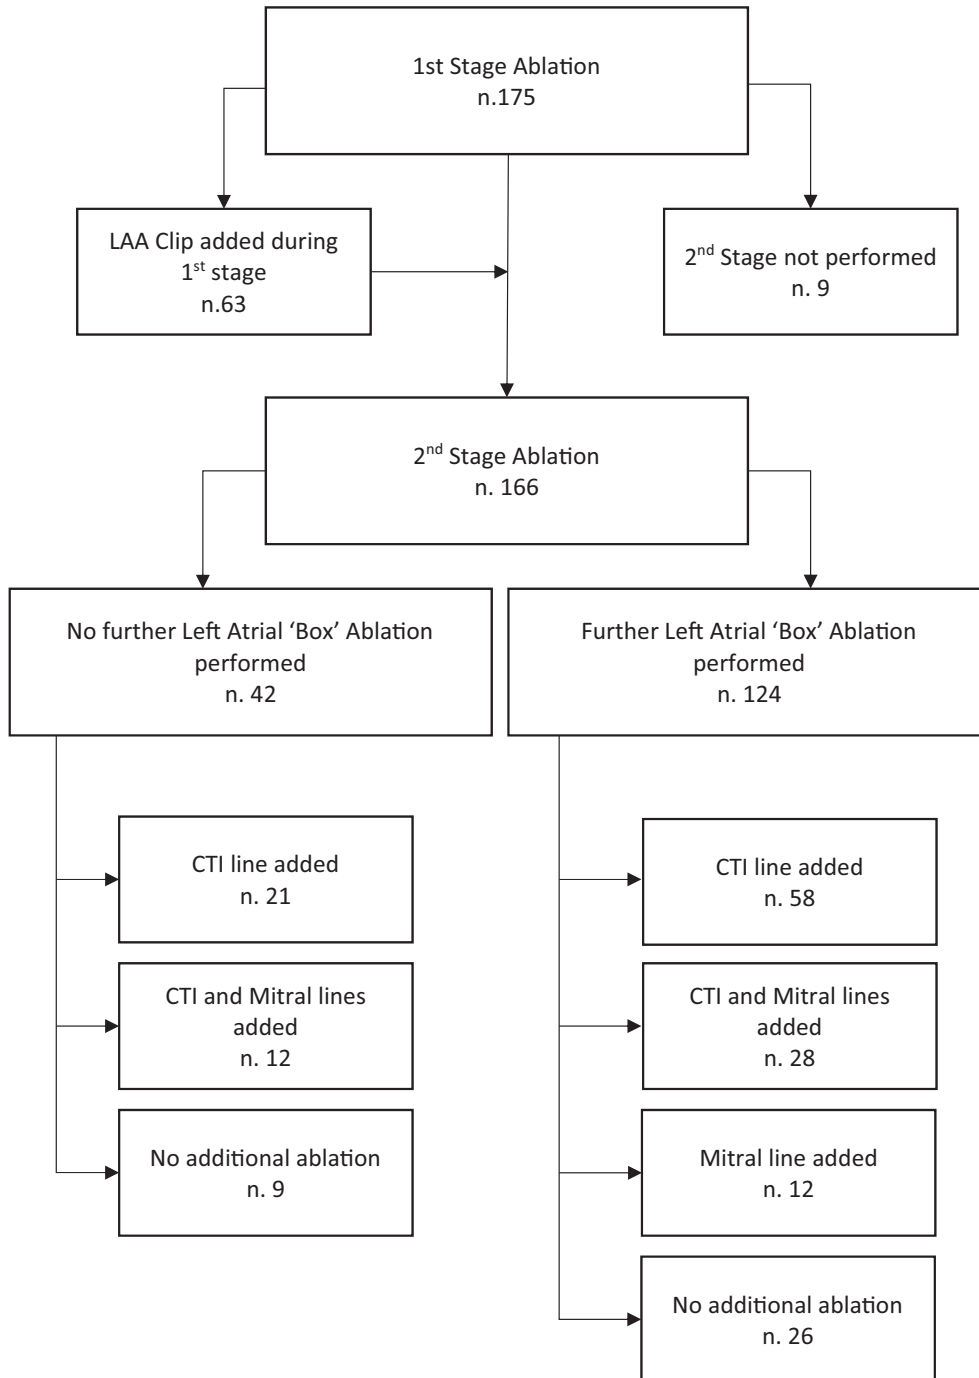 1st Stage Ablation
n.175
LAA Clip added during
1st stage
n.63
2nd Stage not performed
n. 9
2nd Stage Ablation
n. 166
No further Left Atrial ‘Box’ Ablation
performed
n. 42
Further Left Atrial ‘Box’ Ablation
performed
n. 124
CTI line added
n. 21
CTI and Mitral lines
added
n. 12
No additional ablation
n. 9
CTI line added
n. 58
CTI and Mitral lines
added
n. 28
Mitral line added
n. 12
No additional ablation
n. 26